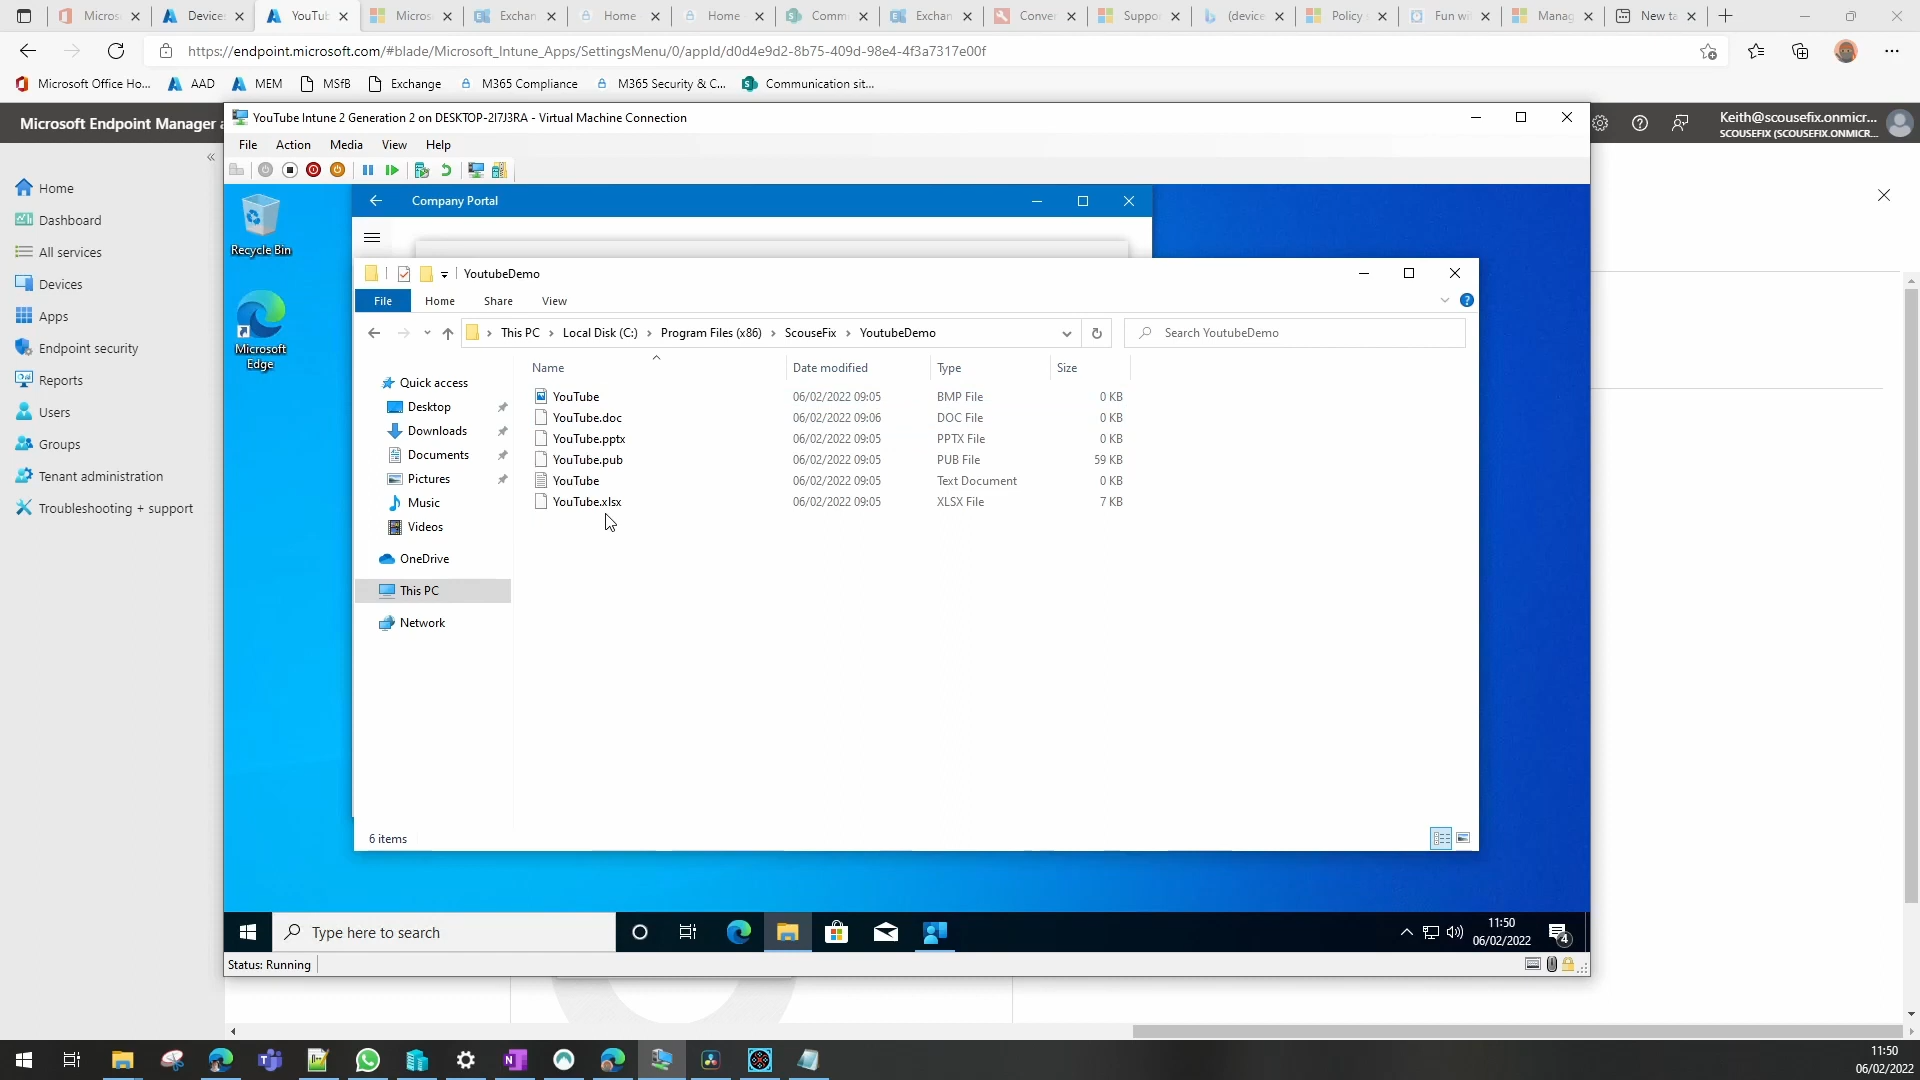 Micros
Devices
YouTub
Micros
Exchan
Home
Home
Commu
Exchan
Conver
Suppor
(device
Policy
Fun wi
Manag
New ta
https://endpoint.microsoft.com/#blade/Microsoft_Intune_Apps/SettingsMenu/0/appId/d0d4e9d2-8b75-409d-98e4-4f3a7317e00f
Microsoft Office Ho...
AAD
MEM
MSfB
Exchange
M365 Compliance
M365 Security & C...
Communication sit...
Microsoft Endpoint Manager a
Keith@scousefix.onmicr...
SCOUSEFIX (SCOUSEFIX.ONMICR...
YouTube Intune 2 Generation 2 on DESKTOP-2I7J3RA - Virtual Machine Connection
File Action Media View Help
Home
Dashboard
All services
Devices
Apps
Endpoint security
Reports
Users
Groups
Tenant administration
Troubleshooting + support
Recycle Bin
Microsoft
Edge
Company Portal
YoutubeDemo
File Home Share View
This PC > Local Disk (C:) > Program Files (x86) > ScouseFix > YoutubeDemo
Search YoutubeDemo
Quick access
Desktop
Downloads
Documents
Pictures
Music
Videos
OneDrive
This PC
Network
Name Date modified Type Size
YouTube 06/02/2022 09:05 BMP File 0 KB
YouTube.doc 06/02/2022 09:06 DOC File 0 KB
YouTube.pptx 06/02/2022 09:05 PPTX File 0 KB
YouTube.pub 06/02/2022 09:05 PUB File 59 KB
YouTube 06/02/2022 09:05 Text Document 0 KB
YouTube.xlsx 06/02/2022 09:05 XLSX File 7 KB
6 items
Type here to search
11:50
06/02/2022
4
Status: Running
11:50
06/02/2022